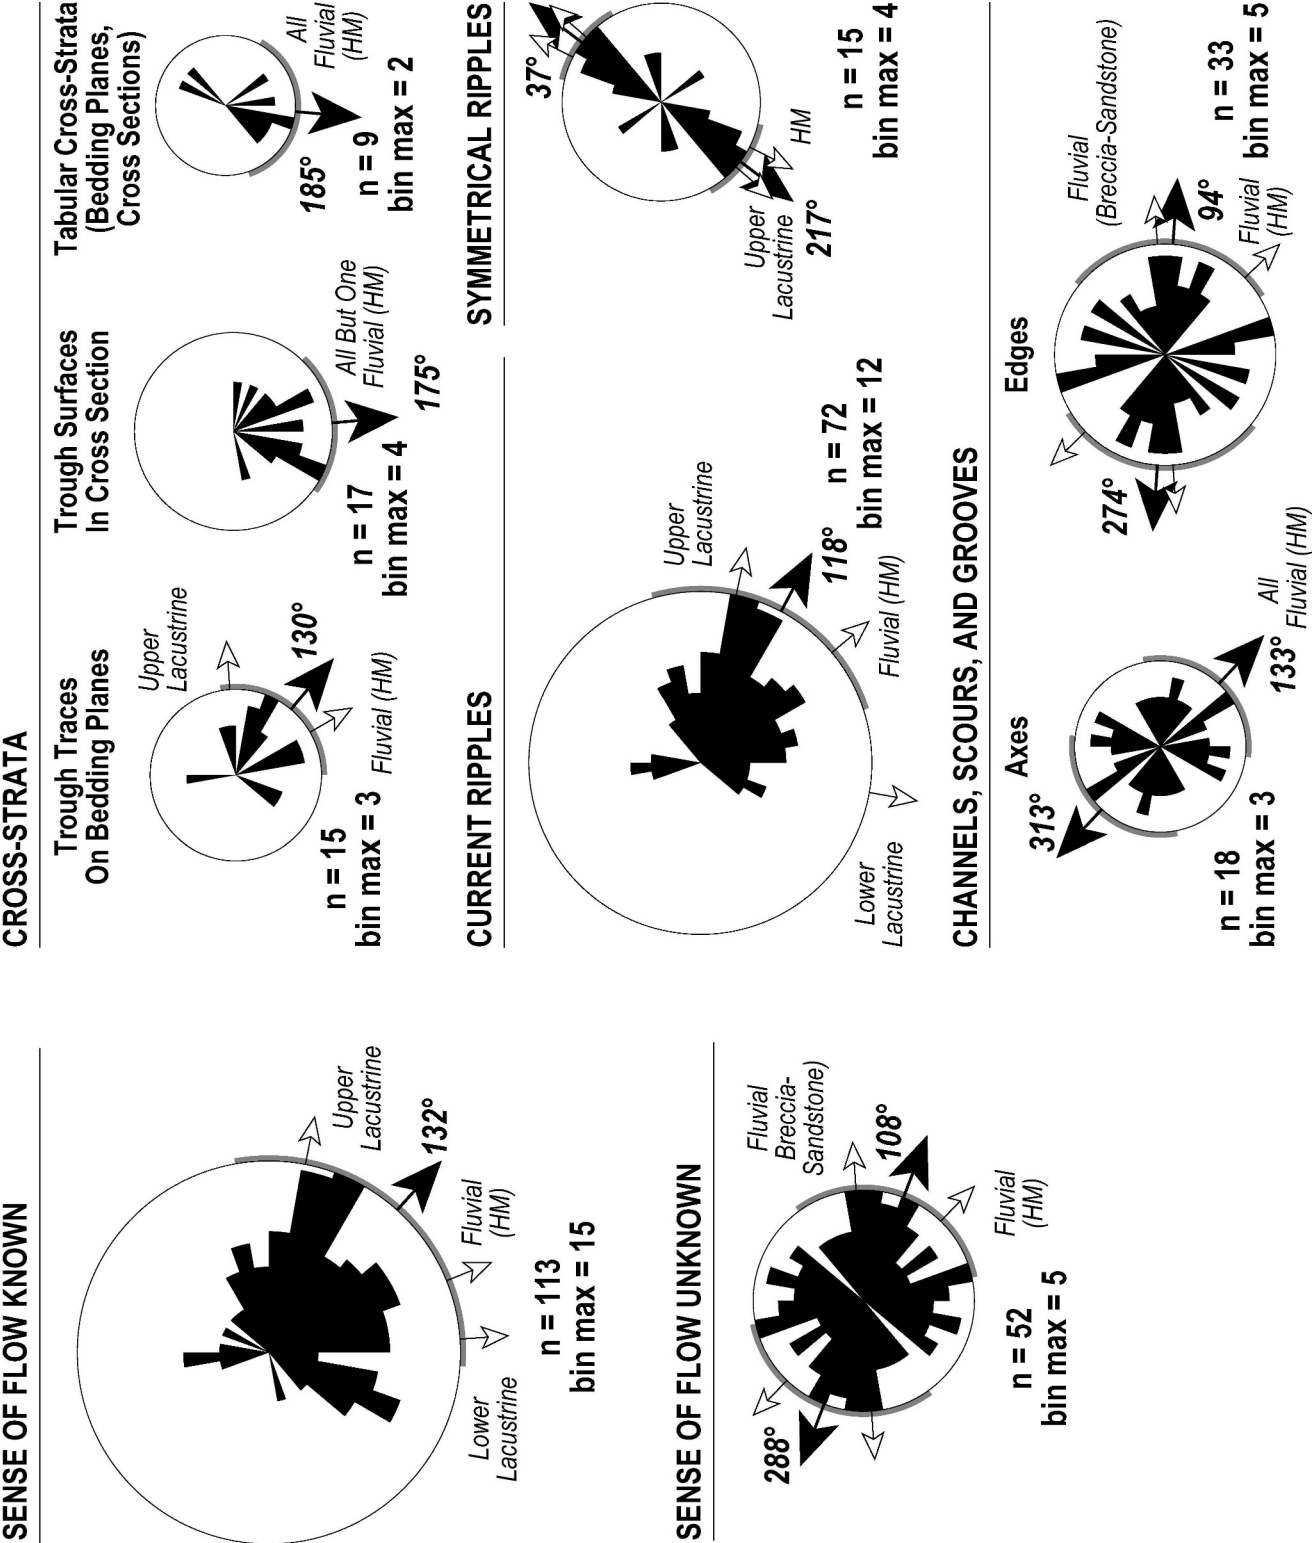 SENSE OF FLOW KNOWN
Upper
Lacustrine
132°
Fluvial
(HM)
Lower
Lacustrine
n = 113
bin max = 15
SENSE OF FLOW UNKNOWN
Fluvial
Breccia-
Sandstone)
108°
288°
Fluvial
(HM)
n = 52
bin max = 5
CROSS-STRATA
Trough Traces
On Bedding Planes
Upper
Lacustrine
130°
Fluvial (HM)
n = 15
bin max = 3
Trough Surfaces
In Cross Section
All But One
Fluvial (HM)
175°
n = 17
bin max = 4
Tabular Cross-Strata
(Bedding Planes,
Cross Sections)
All
Fluvial
(HM)
185°
n = 9
bin max = 2
CURRENT RIPPLES
Upper
Lacustrine
118°
Fluvial (HM)
Lower
Lacustrine
n = 72
bin max = 12
SYMMETRICAL RIPPLES
37°
HM
Upper
Lacustrine
217°
n = 15
bin max = 4
CHANNELS, SCOURS, AND GROOVES
Axes
313°
133°
All
Fluvial (HM)
n = 18
bin max = 3
Edges
Fluvial
(Breccia-Sandstone)
94°
274°
Fluvial
(HM)
n = 33
bin max = 5